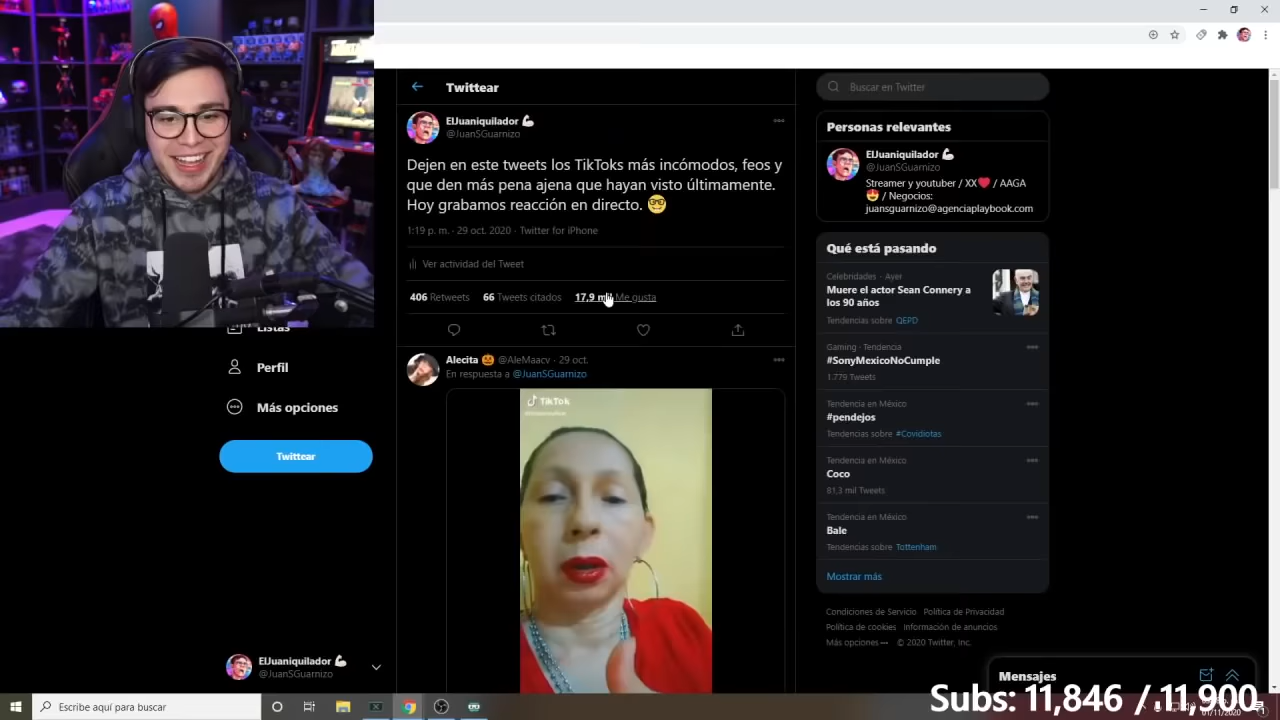 Twittear
Buscar en Twitter
ElJuaniquilador 💪
@JuanSGuarnizo
Dejen en este tweets los TikToks más incómodos, feos y
que den más pena ajena que hayan visto últimamente.
Hoy grabamos reacción en directo. 🤓
1:19 p. m. · 29 oct. 2020 · Twitter for iPhone
Ver actividad del Tweet
406 Retweets 66 Tweets citados 17,9 mil Me gusta
Alecita 🎃 @AleMaacv · 29 oct.
En respuesta a @JuanSGuarnizo
TikTok
Personas relevantes
ElJuaniquilador 💪
@JuanSGuarnizo
Streamer y youtuber / XX❤️ / AAGA
😍 / Negocios:
juansguarnizo@agenciaplaybook.com
Qué está pasando
Celebridades · Ayer
Muere el actor Sean Connery a
los 90 años
Tendencias sobre QEPD
Gaming · Tendencia
#SonyMexicoNoCumple
1.779 Tweets
Tendencia en México
#pendejos
Tendencias sobre #Covidiotas
Tendencia en México
Coco
81,3 mil Tweets
Tendencia en México
Bale
Tendencias sobre Tottenham
Mostrar más
Condiciones de Servicio Política de Privacidad
Política de cookies Información de anuncios
Más opciones ··· © 2020 Twitter, Inc.
Mensajes
Listas
Perfil
Más opciones
Twittear
ElJuaniquilador 💪
@JuanSGuarnizo
Subs: 11,846 / 11,900
Escribe aquí para buscar
01/11/2020